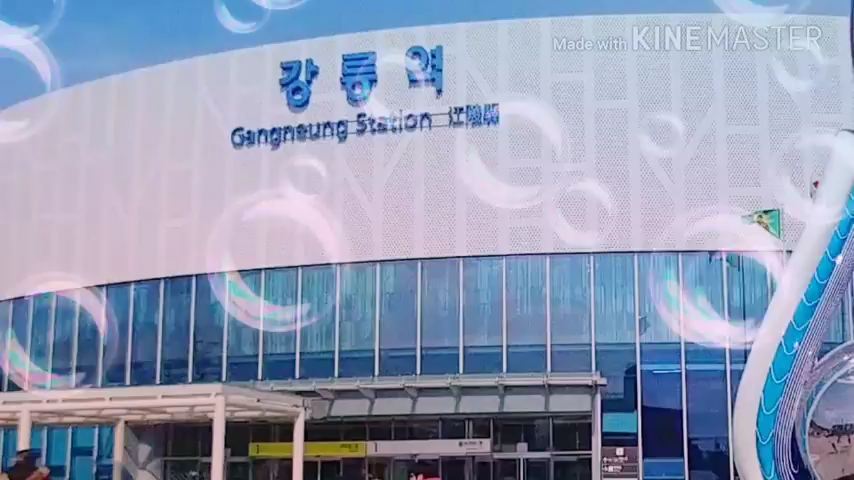 Made with KINEMASTER
강릉역
Gangneung Station 江陵驛